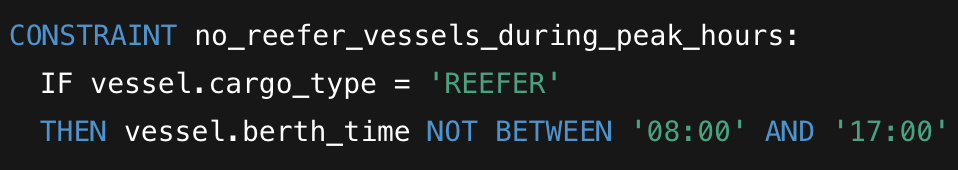 CONSTRAINT no_reefer_vessels_during_peak_hours:
  IF vessel.cargo_type = 'REEFER'
  THEN vessel.berth_time NOT BETWEEN '08:00' AND '17:00'